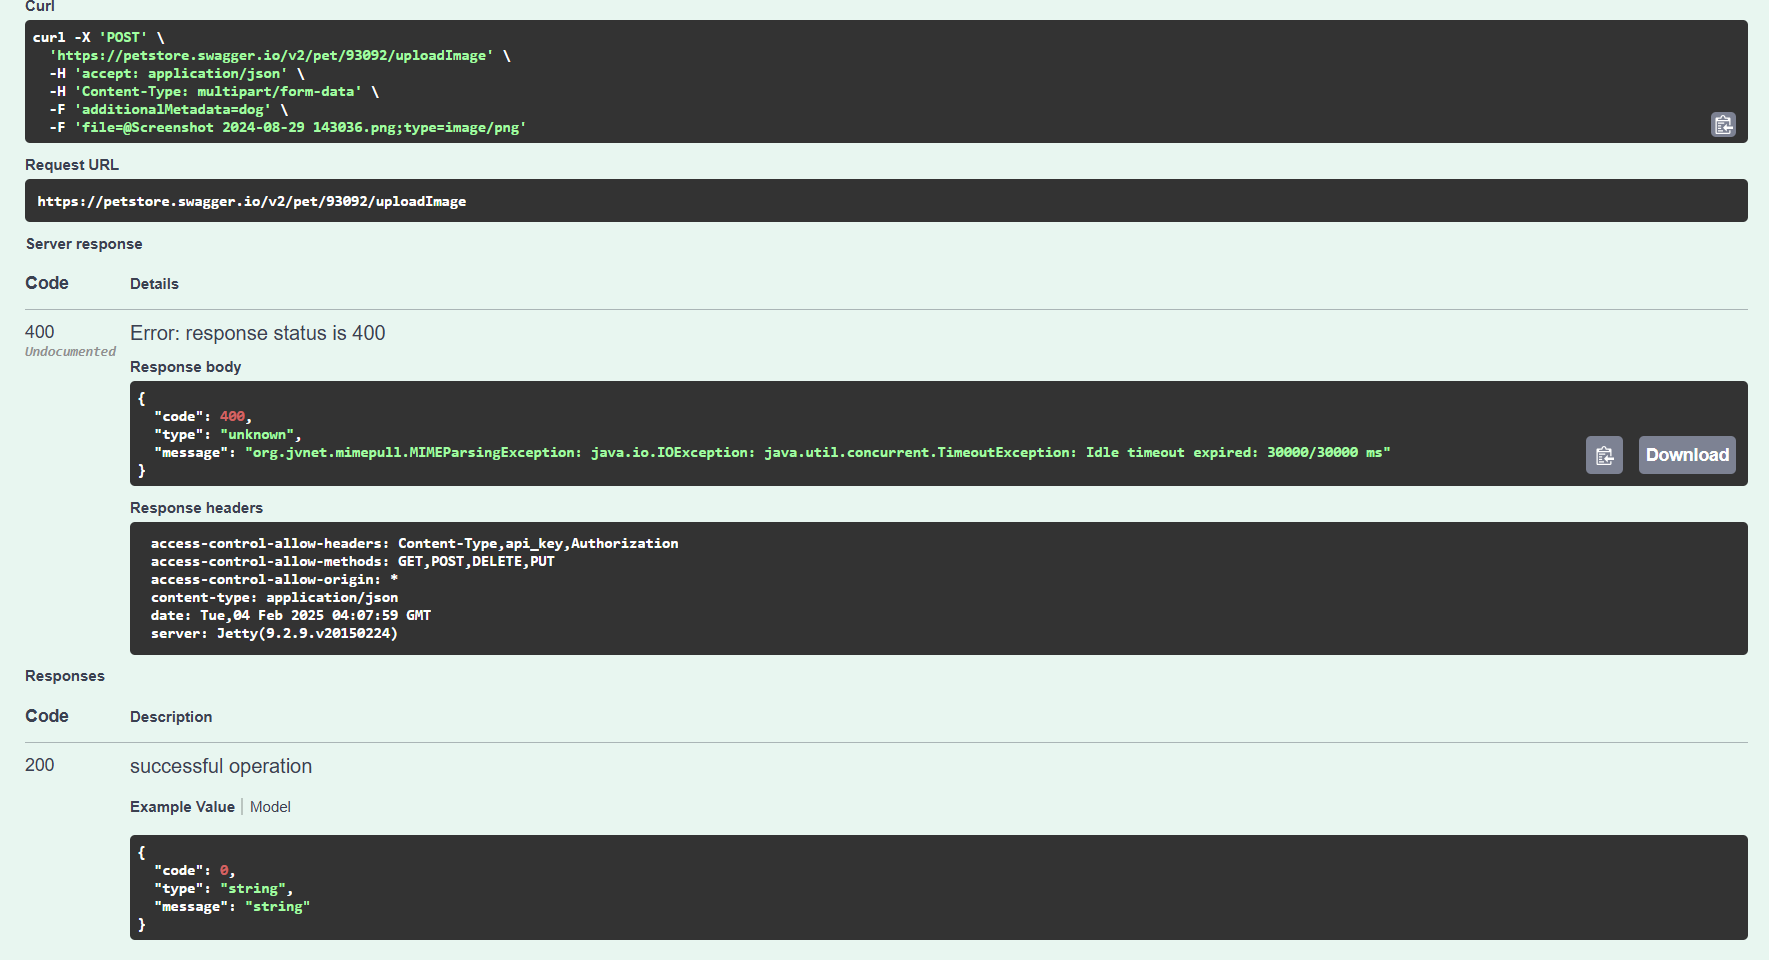 Curl
curl -X 'POST' \
'https://petstore.swagger.io/v2/pet/93092/uploadImage' \
-H 'accept: application/json' \
-H 'Content-Type: multipart/form-data' \
-F 'additionalMetadata=dog' \
-F 'file=@Screenshot 2024-08-29 143036.png;type=image/png'
Request URL
https://petstore.swagger.io/v2/pet/93092/uploadImage
Server response
Code Details
400 Error: response status is 400
Undocumented
Response body
{
"code": 400,
"type": "unknown",
"message": "org.jvnet.mimepull.MIMEParsingException: java.io.IOException: java.util.concurrent.TimeoutException: Idle timeout expired: 30000/30000 ms"
}
Download
Response headers
access-control-allow-headers: Content-Type,api_key,Authorization
access-control-allow-methods: GET,POST,DELETE,PUT
access-control-allow-origin: *
content-type: application/json
date: Tue,04 Feb 2025 04:07:59 GMT
server: Jetty(9.2.9.v20150224)
Responses
Code Description
200 successful operation
Example Value Model
{
"code": 0,
"type": "string",
"message": "string"
}